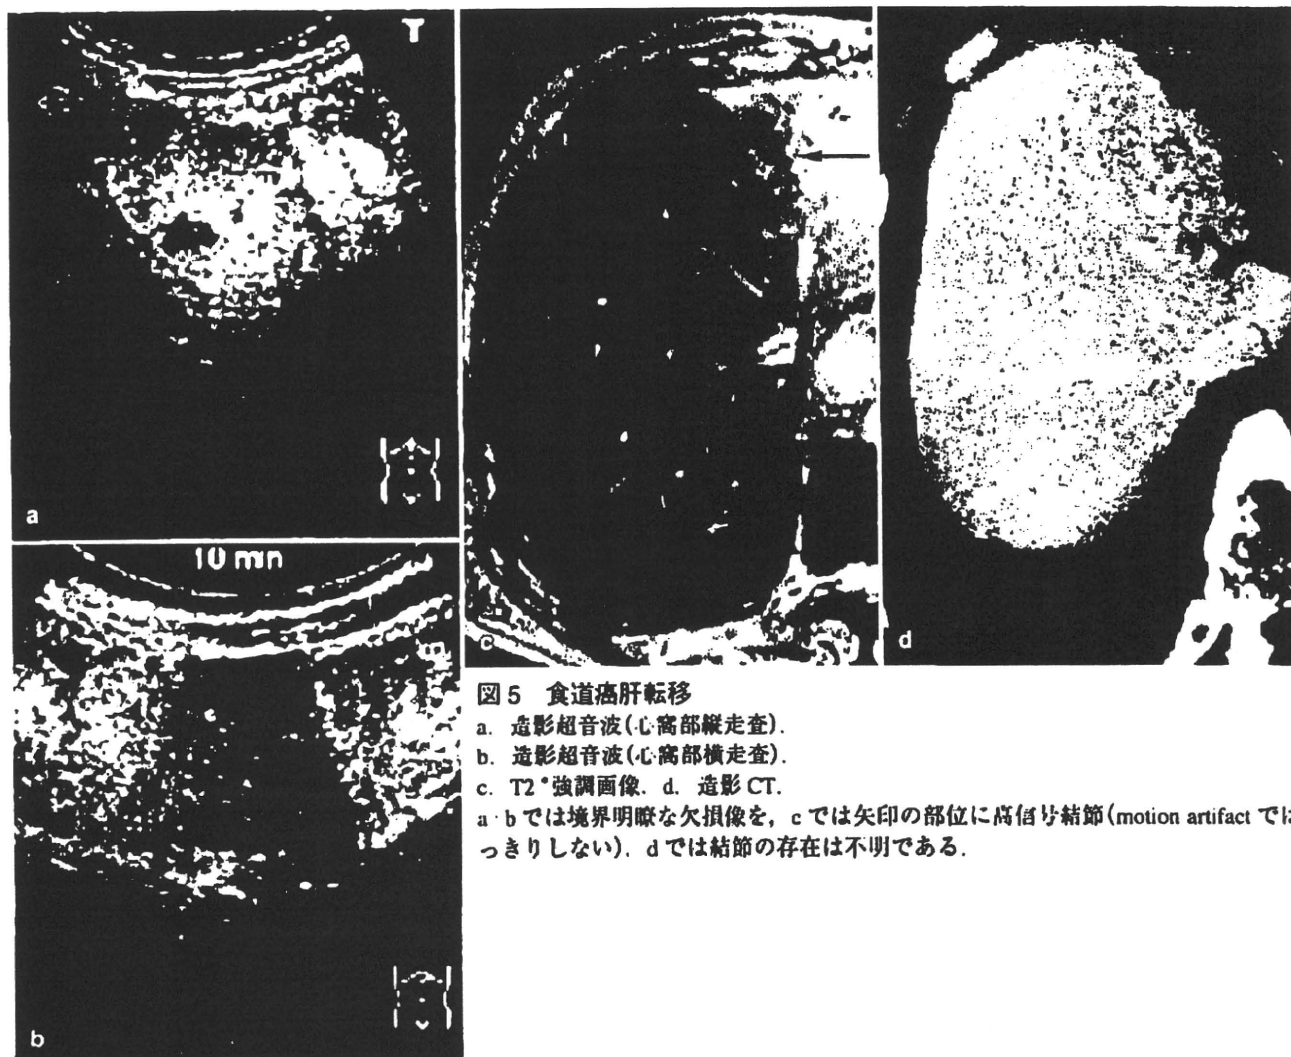 T
a
10 min
b
c
d
図5 食道癌肝転移
a. 造影超音波(心窩部縦走査).
b. 造影超音波(心窩部横走査).
c. T2*強調画像. d. 造影CT.
a・bでは境界明瞭な欠損像を, cでは矢印の部位に高信号結節(motion artifactでは
っきりしない). dでは結節の存在は不明である.